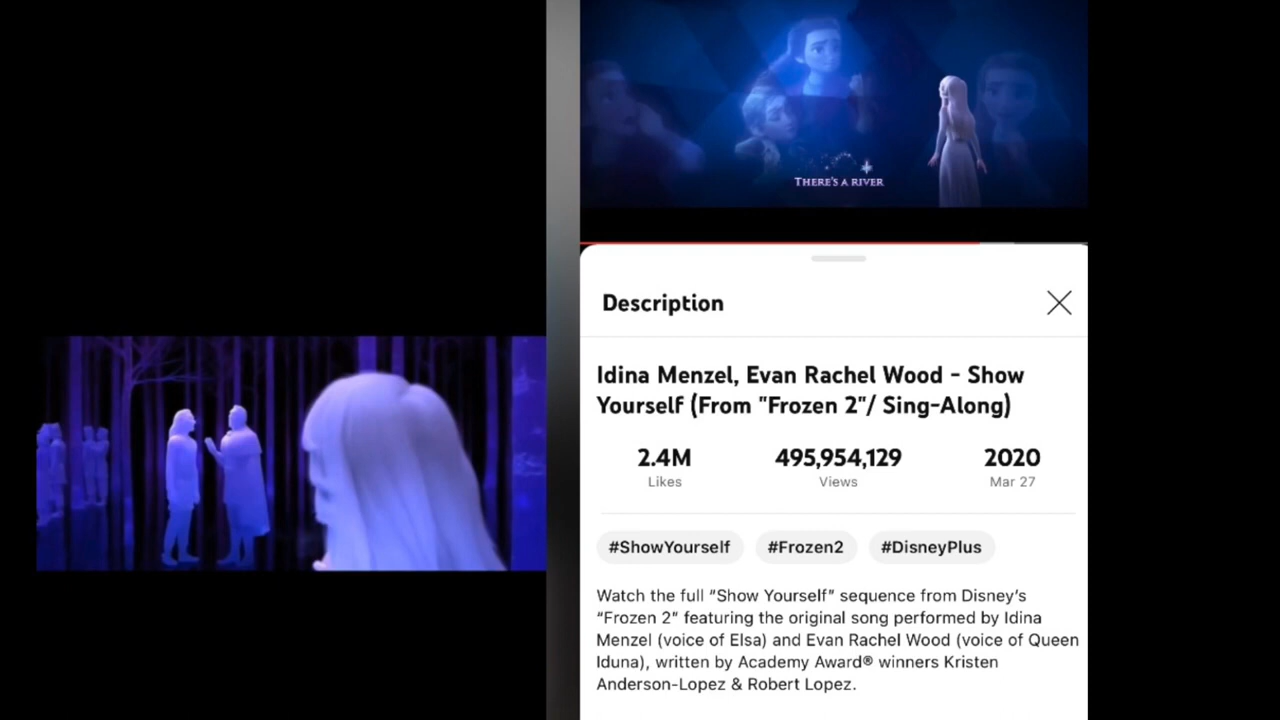 THERE'S A RIVER
Description
Idina Menzel, Evan Rachel Wood - Show
Yourself (From "Frozen 2"/ Sing-Along)
2.4M
495,954,129
2020
Likes
Views
Mar 27
#ShowYourself
#Frozen2
#DisneyPlus
Watch the full “Show Yourself” sequence from Disney’s
“Frozen 2” featuring the original song performed by Idina
Menzel (voice of Elsa) and Evan Rachel Wood (voice of Queen
Iduna), written by Academy Award® winners Kristen
Anderson-Lopez & Robert Lopez.